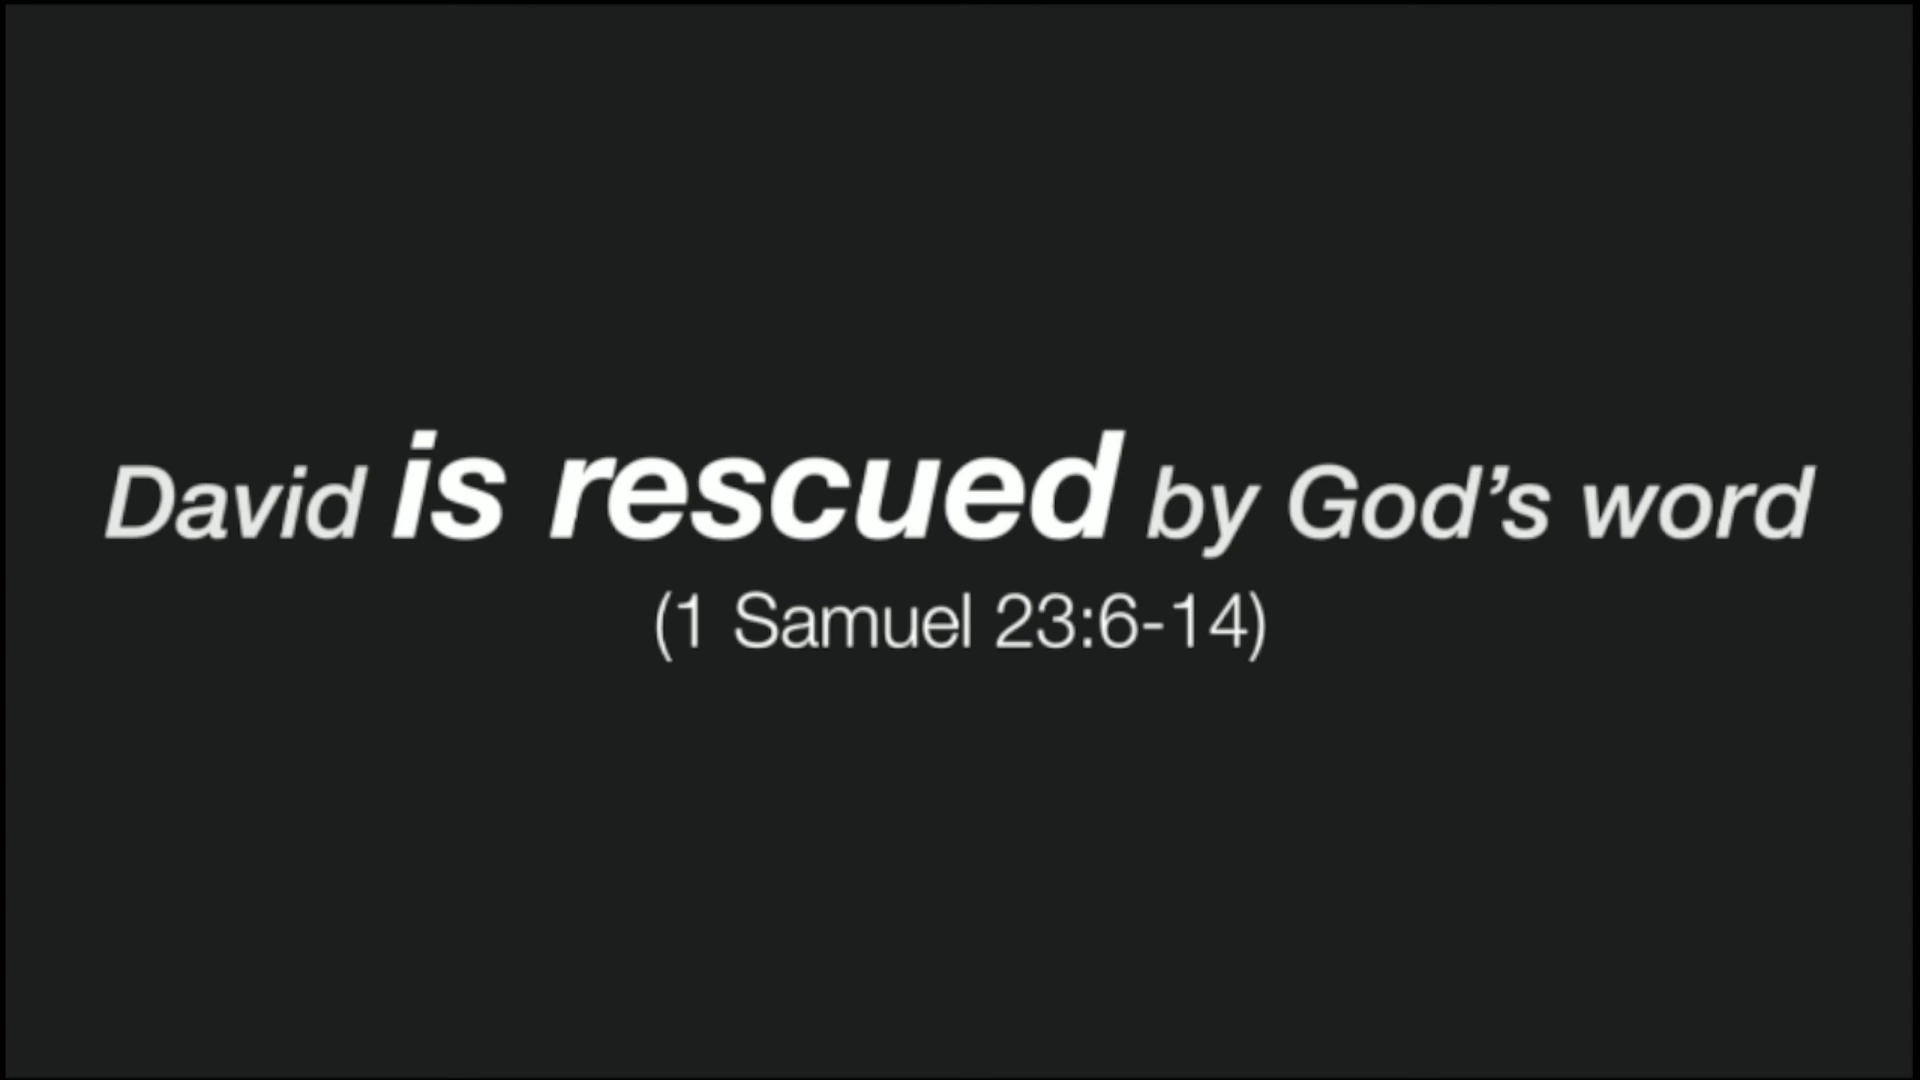 David is rescued by God’s word
(1 Samuel 23:6-14)